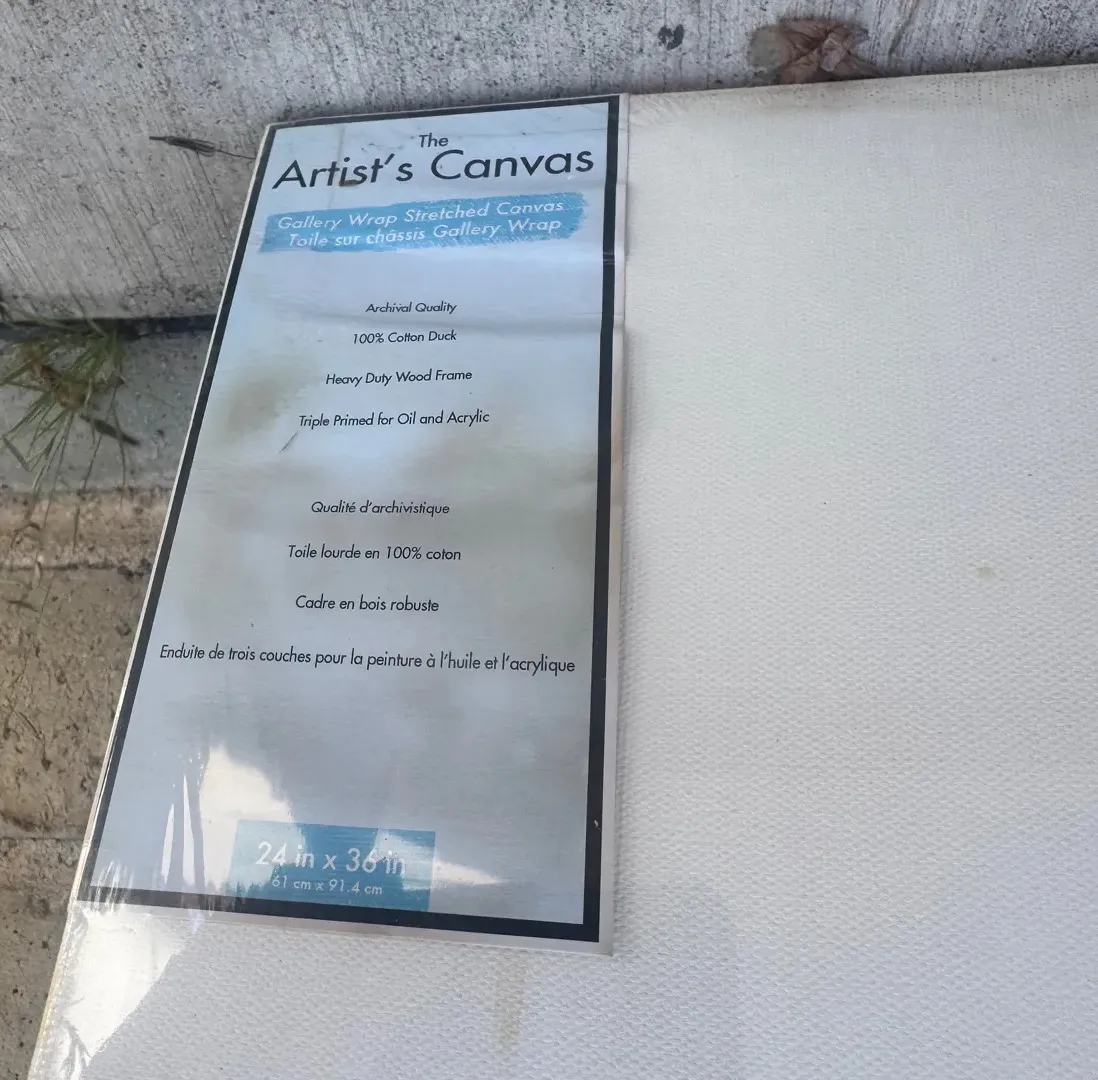 The
Artist's Canvas
Gallery Wrap Stretched Canvas
Toile sur châssis Gallery Wrap
Archival Quality
100% Cotton Duck
Heavy Duty Wood Frame
Triple Primed for Oil and Acrylic
Qualité d'archivistique
Toile lourde en 100% coton
Cadre en bois robuste
Enduite de trois couches pour la peinture à l'huile et l'acrylique
24 in x 36 in
61 cm x 91.4 cm